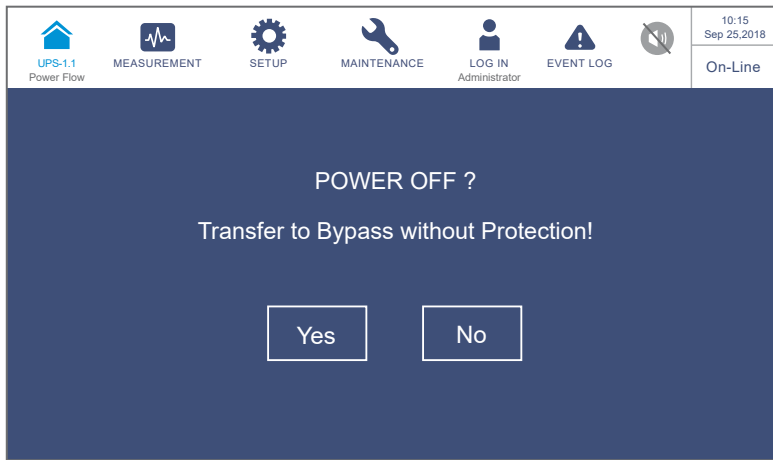 UPS-1.1
Power Flow
MEASUREMENT
SETUP
MAINTENANCE
LOG IN
Administrator
EVENT LOG
10:15
Sep 25,2018
On-Line
POWER OFF ?
Transfer to Bypass without Protection!
Yes
No